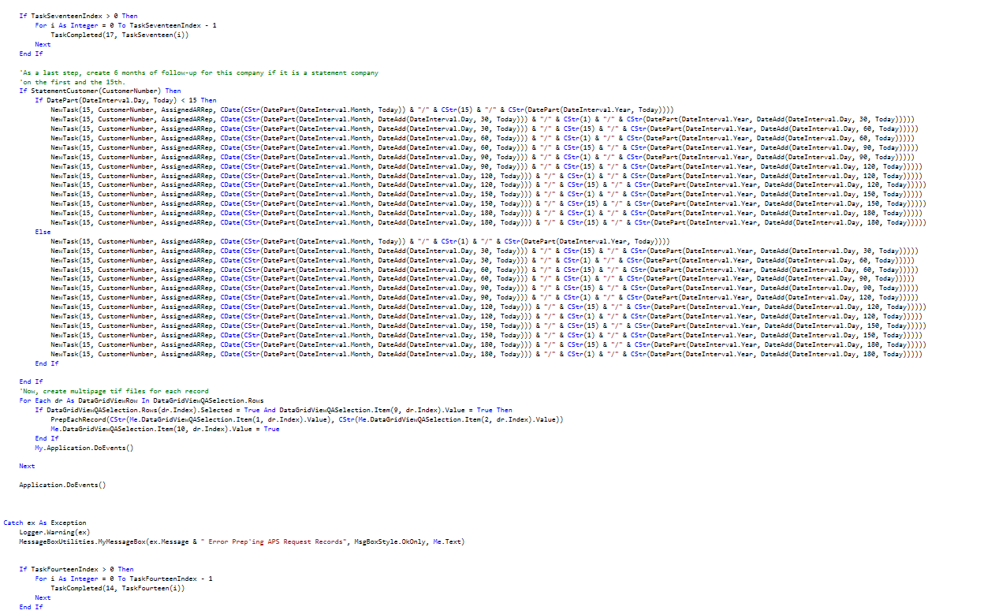 If TaskSeventeenIndex > 0 Then
For i As Integer = 0 To TaskSeventeenIndex - 1
TaskCompleted(17, TaskSeventeen(i))
Next
End If
'As a last step, create 6 months of follow-up for this company if it is a statement company
'on the first and the 15th.
If StatementCustomer(CustomerNumber) Then
If DatePart(DateInterval.Day, Today) < 15 Then
NewTask(15, CustomerNumber, AssignedARRep, CDate(CStr(DatePart(DateInterval.Month, Today)) & "/" & CStr(15) & "/" & CStr(DatePart(DateInterval.Year, Today))))
NewTask(15, CustomerNumber, AssignedARRep, CDate(CStr(DatePart(DateInterval.Month, DateAdd(DateInterval.Day, 30, Today))) & "/" & CStr(1) & "/" & CStr(DatePart(DateInterval.Year, DateAdd(DateInterval.Day, 30, Today)))))
NewTask(15, CustomerNumber, AssignedARRep, CDate(CStr(DatePart(DateInterval.Month, DateAdd(DateInterval.Day, 30, Today))) & "/" & CStr(15) & "/" & CStr(DatePart(DateInterval.Year, DateAdd(DateInterval.Day, 60, Today)))))
NewTask(15, CustomerNumber, AssignedARRep, CDate(CStr(DatePart(DateInterval.Month, DateAdd(DateInterval.Day, 60, Today))) & "/" & CStr(1) & "/" & CStr(DatePart(DateInterval.Year, DateAdd(DateInterval.Day, 60, Today)))))
NewTask(15, CustomerNumber, AssignedARRep, CDate(CStr(DatePart(DateInterval.Month, DateAdd(DateInterval.Day, 60, Today))) & "/" & CStr(15) & "/" & CStr(DatePart(DateInterval.Year, DateAdd(DateInterval.Day, 90, Today)))))
NewTask(15, CustomerNumber, AssignedARRep, CDate(CStr(DatePart(DateInterval.Month, DateAdd(DateInterval.Day, 90, Today))) & "/" & CStr(1) & "/" & CStr(DatePart(DateInterval.Year, DateAdd(DateInterval.Day, 90, Today)))))
NewTask(15, CustomerNumber, AssignedARRep, CDate(CStr(DatePart(DateInterval.Month, DateAdd(DateInterval.Day, 90, Today))) & "/" & CStr(15) & "/" & CStr(DatePart(DateInterval.Year, DateAdd(DateInterval.Day, 120, Today)))))
NewTask(15, CustomerNumber, AssignedARRep, CDate(CStr(DatePart(DateInterval.Month, DateAdd(DateInterval.Day, 120, Today))) & "/" & CStr(1) & "/" & CStr(DatePart(DateInterval.Year, DateAdd(DateInterval.Day, 120, Today)))))
NewTask(15, CustomerNumber, AssignedARRep, CDate(CStr(DatePart(DateInterval.Month, DateAdd(DateInterval.Day, 120, Today))) & "/" & CStr(15) & "/" & CStr(DatePart(DateInterval.Year, DateAdd(DateInterval.Day, 120, Today)))))
NewTask(15, CustomerNumber, AssignedARRep, CDate(CStr(DatePart(DateInterval.Month, DateAdd(DateInterval.Day, 150, Today))) & "/" & CStr(1) & "/" & CStr(DatePart(DateInterval.Year, DateAdd(DateInterval.Day, 150, Today)))))
NewTask(15, CustomerNumber, AssignedARRep, CDate(CStr(DatePart(DateInterval.Month, DateAdd(DateInterval.Day, 150, Today))) & "/" & CStr(15) & "/" & CStr(DatePart(DateInterval.Year, DateAdd(DateInterval.Day, 150, Today)))))
NewTask(15, CustomerNumber, AssignedARRep, CDate(CStr(DatePart(DateInterval.Month, DateAdd(DateInterval.Day, 180, Today))) & "/" & CStr(1) & "/" & CStr(DatePart(DateInterval.Year, DateAdd(DateInterval.Day, 180, Today)))))
NewTask(15, CustomerNumber, AssignedARRep, CDate(CStr(DatePart(DateInterval.Month, DateAdd(DateInterval.Day, 180, Today))) & "/" & CStr(15) & "/" & CStr(DatePart(DateInterval.Year, DateAdd(DateInterval.Day, 180, Today)))))
Else
NewTask(15, CustomerNumber, AssignedARRep, CDate(CStr(DatePart(DateInterval.Month, Today)) & "/" & CStr(1) & "/" & CStr(DatePart(DateInterval.Year, Today))))
NewTask(15, CustomerNumber, AssignedARRep, CDate(CStr(DatePart(DateInterval.Month, DateAdd(DateInterval.Day, 30, Today))) & "/" & CStr(15) & "/" & CStr(DatePart(DateInterval.Year, DateAdd(DateInterval.Day, 30, Today)))))
NewTask(15, CustomerNumber, AssignedARRep, CDate(CStr(DatePart(DateInterval.Month, DateAdd(DateInterval.Day, 30, Today))) & "/" & CStr(1) & "/" & CStr(DatePart(DateInterval.Year, DateAdd(DateInterval.Day, 60, Today)))))
NewTask(15, CustomerNumber, AssignedARRep, CDate(CStr(DatePart(DateInterval.Month, DateAdd(DateInterval.Day, 60, Today))) & "/" & CStr(15) & "/" & CStr(DatePart(DateInterval.Year, DateAdd(DateInterval.Day, 60, Today)))))
NewTask(15, CustomerNumber, AssignedARRep, CDate(CStr(DatePart(DateInterval.Month, DateAdd(DateInterval.Day, 60, Today))) & "/" & CStr(1) & "/" & CStr(DatePart(DateInterval.Year, DateAdd(DateInterval.Day, 90, Today)))))
NewTask(15, CustomerNumber, AssignedARRep, CDate(CStr(DatePart(DateInterval.Month, DateAdd(DateInterval.Day, 90, Today))) & "/" & CStr(15) & "/" & CStr(DatePart(DateInterval.Year, DateAdd(DateInterval.Day, 90, Today)))))
NewTask(15, CustomerNumber, AssignedARRep, CDate(CStr(DatePart(DateInterval.Month, DateAdd(DateInterval.Day, 90, Today))) & "/" & CStr(1) & "/" & CStr(DatePart(DateInterval.Year, DateAdd(DateInterval.Day, 120, Today)))))
NewTask(15, CustomerNumber, AssignedARRep, CDate(CStr(DatePart(DateInterval.Month, DateAdd(DateInterval.Day, 120, Today))) & "/" & CStr(15) & "/" & CStr(DatePart(DateInterval.Year, DateAdd(DateInterval.Day, 120, Today)))))
NewTask(15, CustomerNumber, AssignedARRep, CDate(CStr(DatePart(DateInterval.Month, DateAdd(DateInterval.Day, 120, Today))) & "/" & CStr(1) & "/" & CStr(DatePart(DateInterval.Year, DateAdd(DateInterval.Day, 120, Today)))))
NewTask(15, CustomerNumber, AssignedARRep, CDate(CStr(DatePart(DateInterval.Month, DateAdd(DateInterval.Day, 150, Today))) & "/" & CStr(15) & "/" & CStr(DatePart(DateInterval.Year, DateAdd(DateInterval.Day, 150, Today)))))
NewTask(15, CustomerNumber, AssignedARRep, CDate(CStr(DatePart(DateInterval.Month, DateAdd(DateInterval.Day, 150, Today))) & "/" & CStr(1) & "/" & CStr(DatePart(DateInterval.Year, DateAdd(DateInterval.Day, 150, Today)))))
NewTask(15, CustomerNumber, AssignedARRep, CDate(CStr(DatePart(DateInterval.Month, DateAdd(DateInterval.Day, 180, Today))) & "/" & CStr(15) & "/" & CStr(DatePart(DateInterval.Year, DateAdd(DateInterval.Day, 180, Today)))))
NewTask(15, CustomerNumber, AssignedARRep, CDate(CStr(DatePart(DateInterval.Month, DateAdd(DateInterval.Day, 180, Today))) & "/" & CStr(1) & "/" & CStr(DatePart(DateInterval.Year, DateAdd(DateInterval.Day, 180, Today)))))
End If
End If
'Now, create multipage tif files for each record
For Each dr As DataGridViewRow In DataGridViewQASelection.Rows
If DataGridViewQASelection.Rows(dr.Index).Selected = True And DataGridViewQASelection.Item(9, dr.Index).Value = True Then
PrepEachRecord(CStr(Me.DataGridViewQASelection.Item(1, dr.Index).Value), CStr(Me.DataGridViewQASelection.Item(2, dr.Index).Value))
Me.DataGridViewQASelection.Item(10, dr.Index).Value = True
End If
My.Application.DoEvents()
Next
Application.DoEvents()
Catch ex As Exception
Logger.Warning(ex)
MessageBoxUtilities.MyMessageBox(ex.Message & " Error Prep'ing APS Request Records", MsgBoxStyle.OkOnly, Me.Text)
If TaskFourteenIndex > 0 Then
For i As Integer = 0 To TaskFourteenIndex - 1
TaskCompleted(14, TaskFourteen(i))
Next
End If